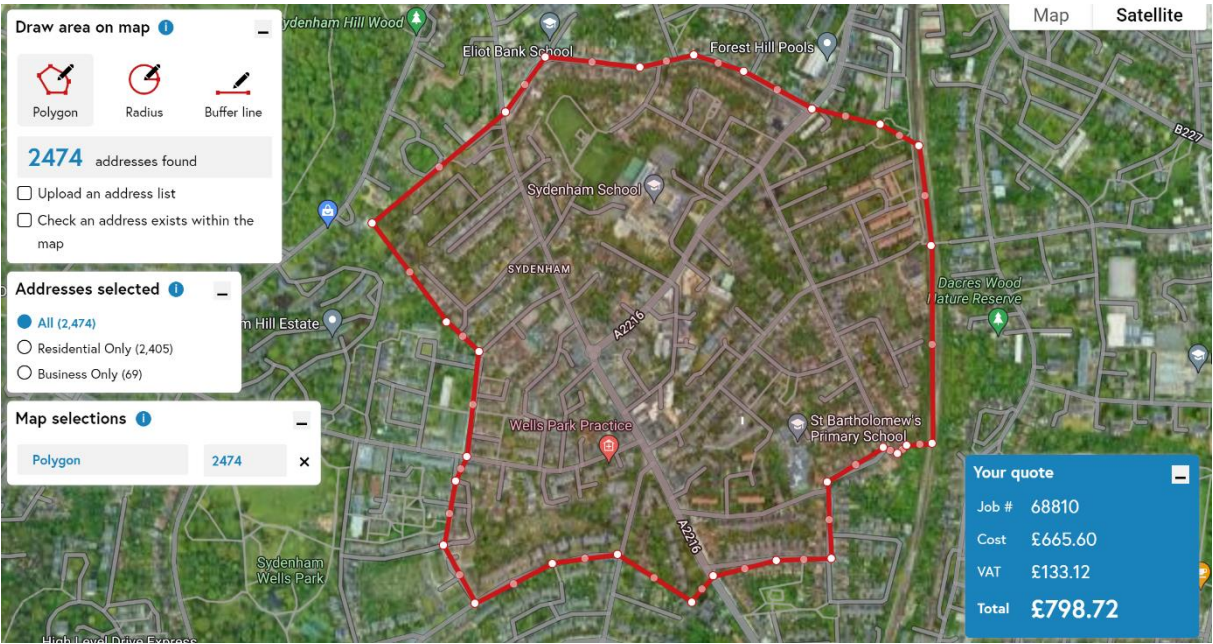 Draw area on map i
Polygon
Radius
Buffer line
2474 addresses found
Upload an address list
Check an address exists within the
map
Addresses selected i
All (2,474)
Residential Only (2,405)
Business Only (69)
Map selections i
Polygon 2474
Map Satellite
Sydenham Hill Wood
Eliot Bank School
Forest Hill Pools
B227
Sydenham School
SYDENHAM
Dacres Wood
Nature Reserve
m Hill Estate
A2216
Wells Park Practice
St Bartholomew's
Primary School
A2216
Sydenham
Wells Park
High Level Drive Express
Your quote
Job # 68810
Cost £665.60
VAT £133.12
Total £798.72